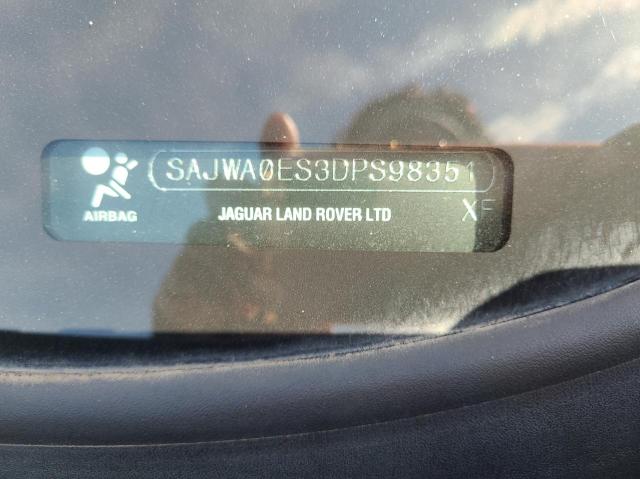 SAJWA0ES3DPS98351
AIRBAG
JAGUAR LAND ROVER LTD
XF